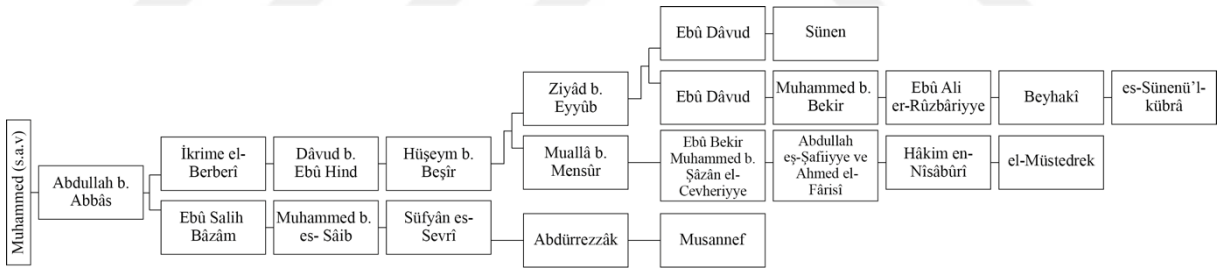 Ebû Dâvud
Sünen
Ziyâd b.
Eyyûb
Ebû Dâvud
Muhammed b.
Bekir
Ebû Ali
er-Rûzbâriyye
Beyhakî
es-Sünenü’l-
kübrâ
Muhammed (s.a.v)
Abdullah b.
Abbâs
İkrime el-
Berberî
Dâvud b.
Ebû Hind
Hüşeym b.
Beşîr
Muallâ b.
Mensûr
Ebû Bekir
Muhammed b.
Şâzân el-
Cevheriyye
Abdullah
eş-Şafiiyye ve
Ahmed el-
Fârisî
Hâkim en-
Nîsâbûrî
el-Müstedrek
Ebû Salih
Bâzâm
Muhammed b.
es- Sâib
Süfyân es-
Sevrî
Abdürrezzâk
Musannef